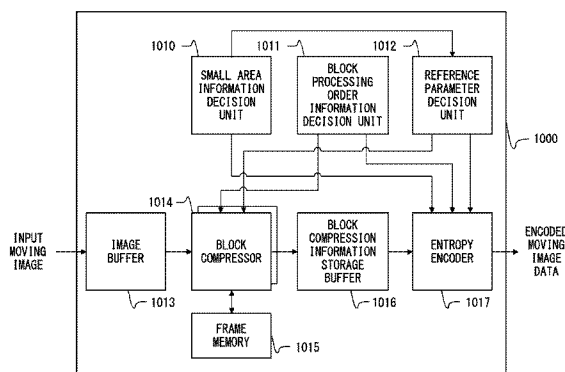 1010
1011
1012
SMALL AREA
INFORMATION
DECISION
UNIT
BLOCK
PROCESSING
ORDER
INFORMATION
DECISION UNIT
REFERENCE
PARAMETER
DECISION
UNIT
1000
1014
INPUT
MOVING
IMAGE
IMAGE
BUFFER
BLOCK
COMPRESSOR
BLOCK
COMPRESSION
INFORMATION
STORAGE
BUFFER
ENTROPY
ENCODER
ENCODED
MOVING
IMAGE
DATA
1013
1016
1017
FRAME
MEMORY
1015